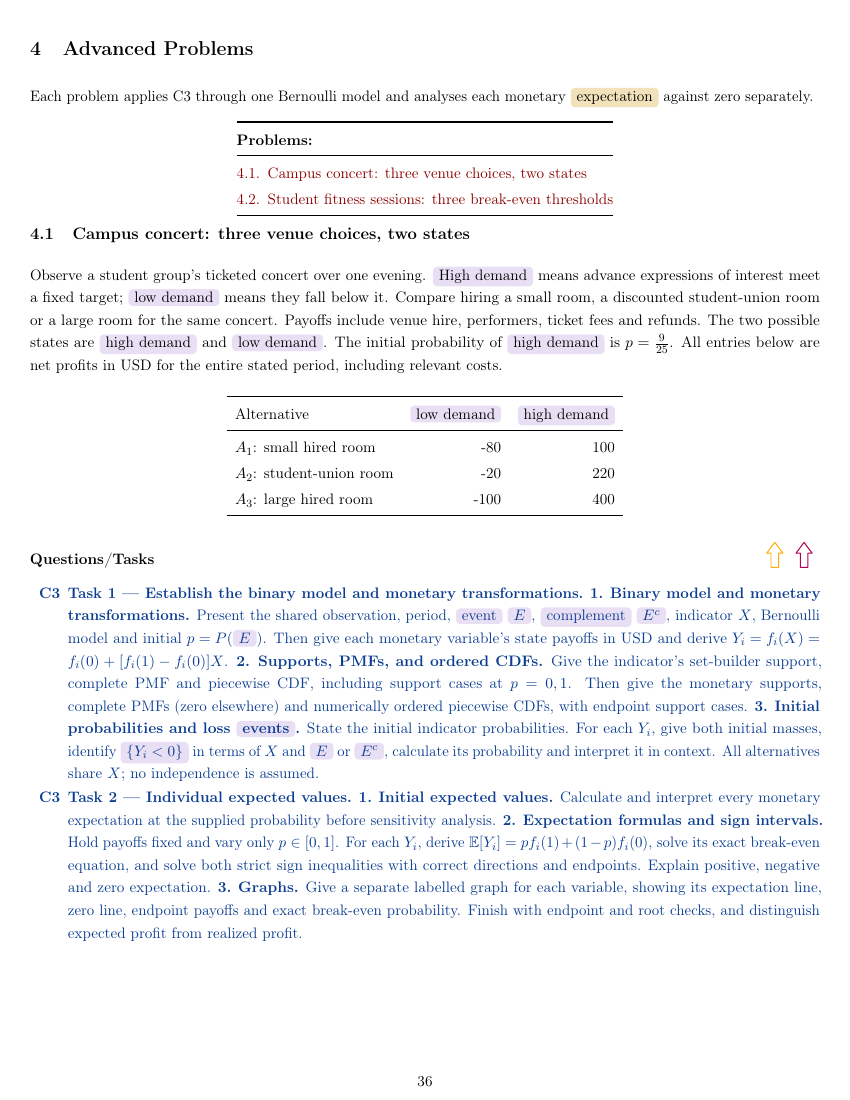 4 Advanced Problems
Each problem applies C3 through one Bernoulli model and analyses each monetary expectation against zero separately.
Problems:
4.1. Campus concert: three venue choices, two states
4.2. Student fitness sessions: three break-even thresholds
4.1 Campus concert: three venue choices, two states
Observe a student group's ticketed concert over one evening. High demand means advance expressions of interest meet
a fixed target; low demand means they fall below it. Compare hiring a small room, a discounted student-union room
or a large room for the same concert. Payoffs include venue hire, performers, ticket fees and refunds. The two possible
states are high demand and low demand. The initial probability of high demand is p = 9/25. All entries below are
net profits in USD for the entire stated period, including relevant costs.
Alternative low demand high demand
A₁: small hired room -80 100
A₂: student-union room -20 220
A₃: large hired room -100 400
Questions/Tasks
C3 Task 1 — Establish the binary model and monetary transformations. 1. Binary model and monetary
transformations. Present the shared observation, period, event E, complement Eᶜ, indicator X, Bernoulli
model and initial p = P(E). Then give each monetary variable's state payoffs in USD and derive Yᵢ = fᵢ(X) =
fᵢ(0) + [fᵢ(1) − fᵢ(0)]X. 2. Supports, PMFs, and ordered CDFs. Give the indicator's set-builder support,
complete PMF and piecewise CDF, including support cases at p = 0, 1. Then give the monetary supports,
complete PMFs (zero elsewhere) and numerically ordered piecewise CDFs, with endpoint support cases. 3. Initial
probabilities and loss events. State the initial indicator probabilities. For each Yᵢ, give both initial masses,
identify {Yᵢ < 0} in terms of X and E or Eᶜ, calculate its probability and interpret it in context. All alternatives
share X; no independence is assumed.
C3 Task 2 — Individual expected values. 1. Initial expected values. Calculate and interpret every monetary
expectation at the supplied probability before sensitivity analysis. 2. Expectation formulas and sign intervals.
Hold payoffs fixed and vary only p ∈ [0, 1]. For each Yᵢ, derive 𝔼[Yᵢ] = pfᵢ(1)+(1−p)fᵢ(0), solve its exact break-even
equation, and solve both strict sign inequalities with correct directions and endpoints. Explain positive, negative
and zero expectation. 3. Graphs. Give a separate labelled graph for each variable, showing its expectation line,
zero line, endpoint payoffs and exact break-even probability. Finish with endpoint and root checks, and distinguish
expected profit from realized profit.
36